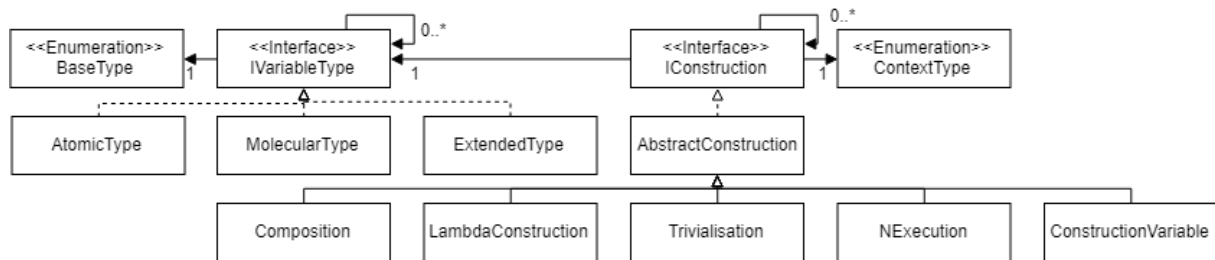 0..*
0..*
<<Enumeration>>
BaseType
<<Interface>>
IVariableType
<<Interface>>
IConstruction
<<Enumeration>>
ContextType
1
1
1
AtomicType
MolecularType
ExtendedType
AbstractConstruction
Composition
LambdaConstruction
Trivialisation
NExecution
ConstructionVariable